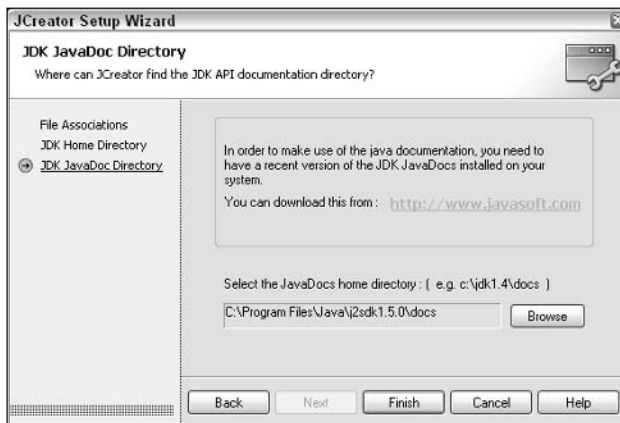 JCreator Setup Wizard
JDK JavaDoc Directory
Where can JCreator find the JDK API documentation directory?
File Associations
JDK Home Directory
JDK JavaDoc Directory
In order to make use of the java documentation, you need to
have a recent version of the JDK JavaDocs installed on your
system.
You can download this from : http://www.javasoft.com
Select the JavaDocs home directory : ( e.g. c:\jdk1.4\docs )
C:\Program Files\Java\j2sdk1.5.0\docs
Browse
Back
Next
Finish
Cancel
Help